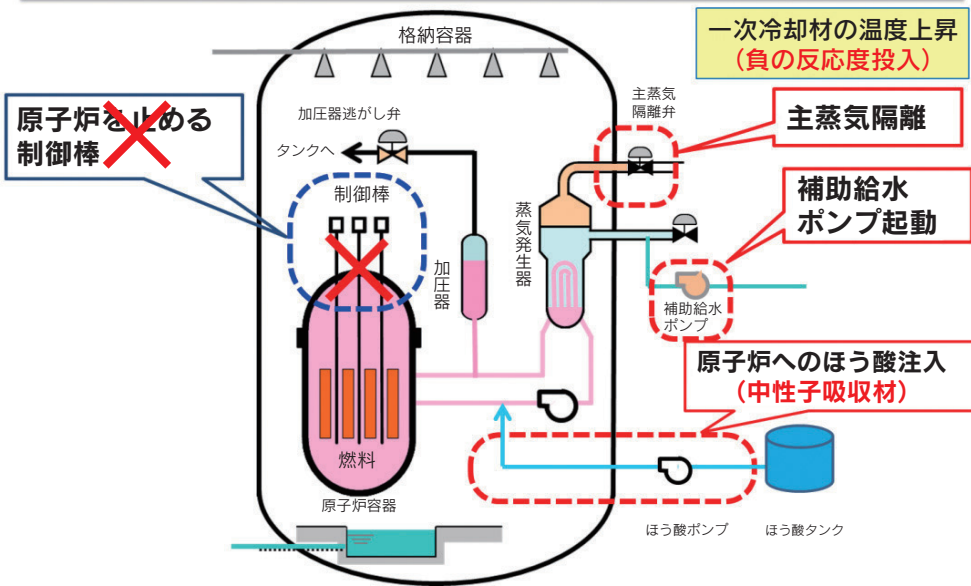 格納容器
一次冷却材の温度上昇
（負の反応度投入）
原子炉を止める
制御棒
加圧器逃がし弁
主蒸気
隔離弁
主蒸気隔離
タンクへ
制御棒
蒸気発生器
補助給水
ポンプ起動
加圧器
補助給水
ポンプ
原子炉へのほう酸注入
（中性子吸収材）
燃料
原子炉容器
ほう酸ポンプ
ほう酸タンク